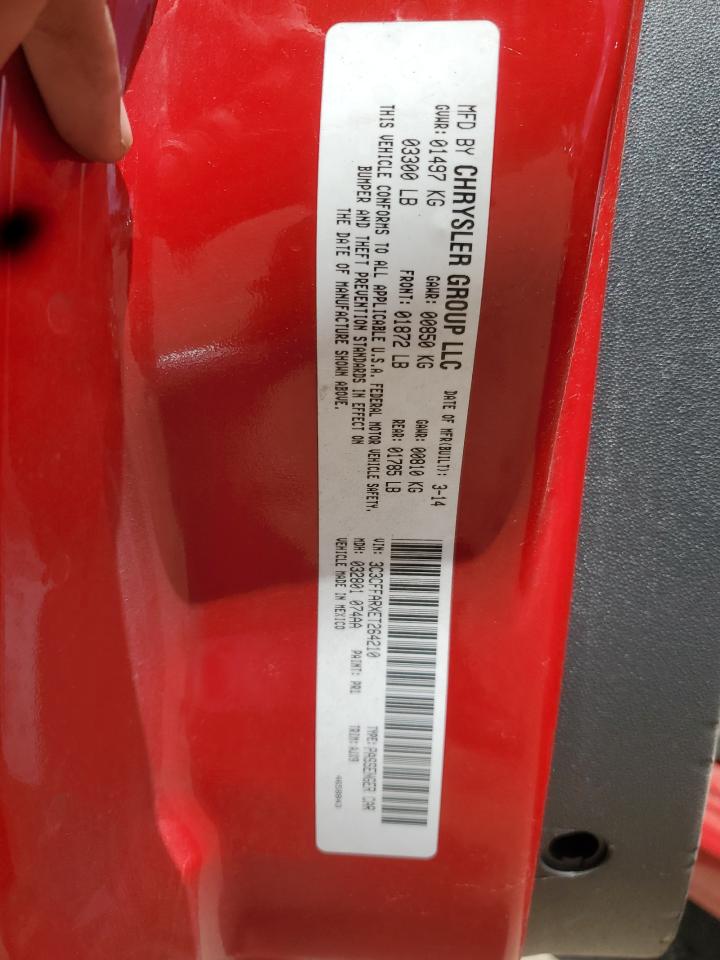 MFD BY CHRYSLER GROUP LLC DATE OF MFR(BUILT): 3-14
GVWR: 01497 KG GAWR: 00850 KG GAWR: 00810 KG
03300 LB FRONT: 01872 LB REAR: 01785 LB
THIS VEHICLE CONFORMS TO ALL APPLICABLE U.S.A. FEDERAL MOTOR VEHICLE SAFETY,
BUMPER AND THEFT PREVENTION STANDARDS IN EFFECT ON
THE DATE OF MANUFACTURE SHOWN ABOVE.
VIN: 3C3CFFARXET264210 TYPE: PASSENGER CAR
MDH: 032801 074AA PAINT: PR1 TRIM:
VEHICLE MADE IN MEXICO